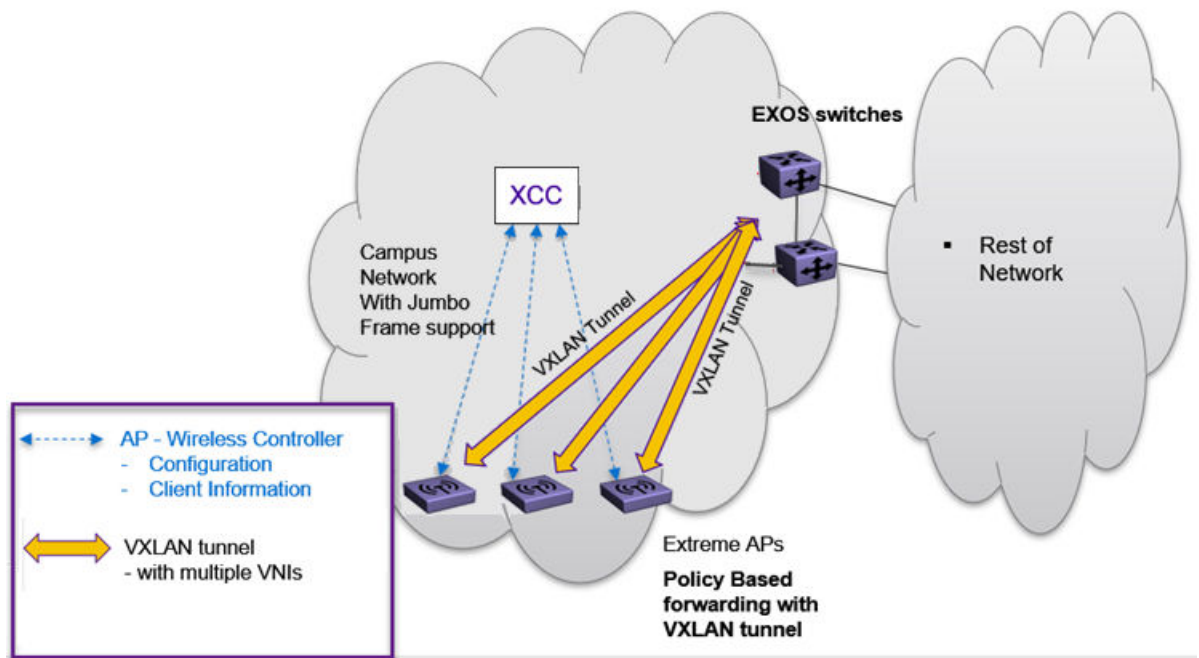 EXOS switches
XCC
Campus
Network
With Jumbo
Frame support
VXLAN Tunnel
VXLAN Tunnel
▪ Rest of
Network
AP - Wireless Controller
- Configuration
- Client Information
VXLAN tunnel
- with multiple VNIs
Extreme APs
Policy Based
forwarding with
VXLAN tunnel